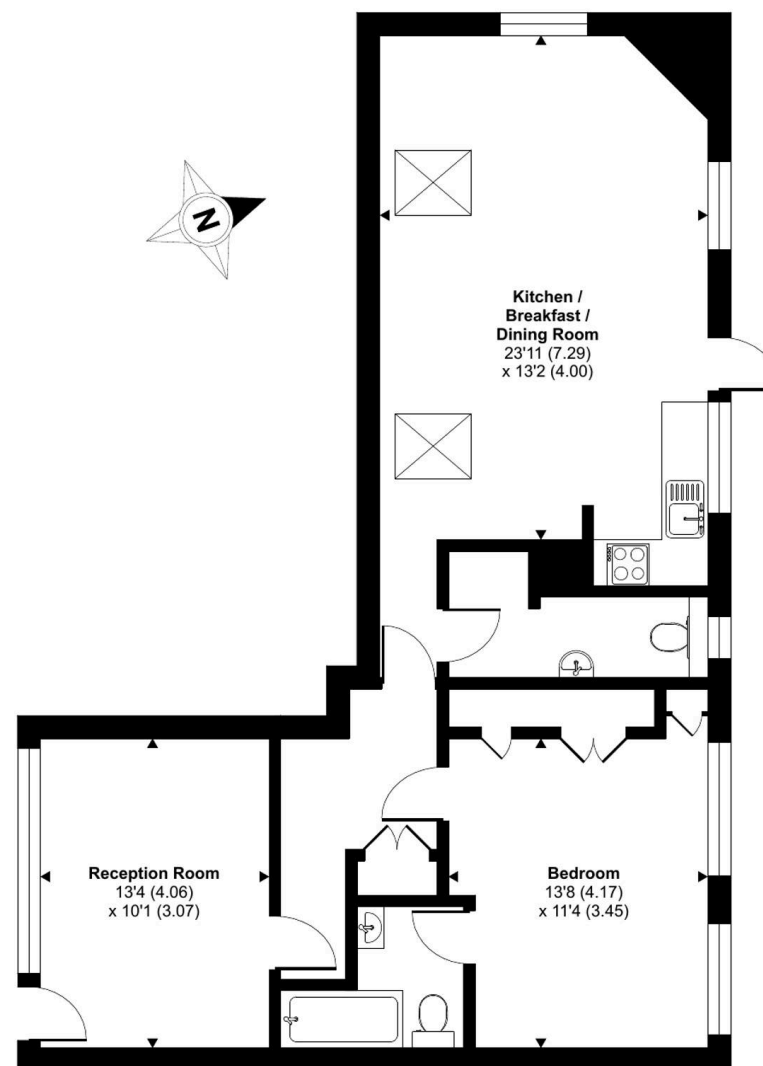 N
Kitchen /
Breakfast /
Dining Room
23'11 (7.29)
x 13'2 (4.00)
Reception Room
13'4 (4.06)
x 10'1 (3.07)
Bedroom
13'8 (4.17)
x 11'4 (3.45)